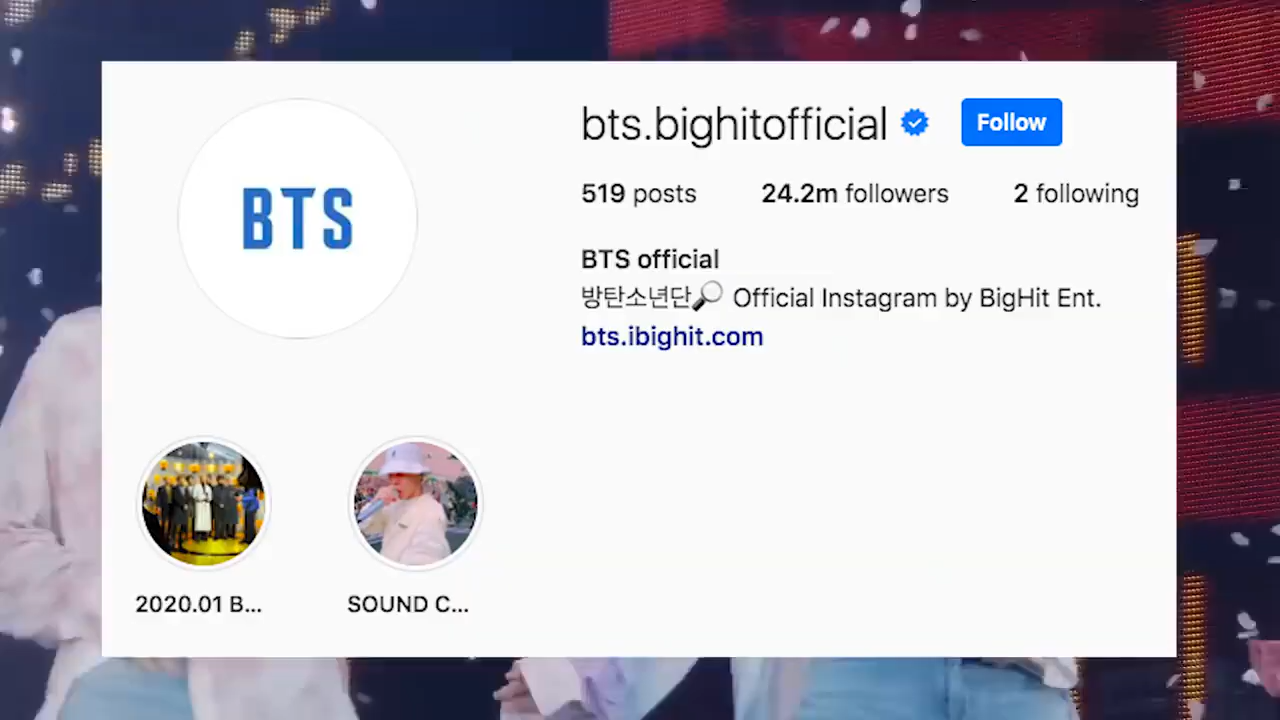 BTS
bts.bighitofficial
Follow
519 posts 24.2m followers 2 following
BTS official
방탄소년단🔎 Official Instagram by BigHit Ent.
bts.ibighit.com
2020.01 B...
SOUND C...